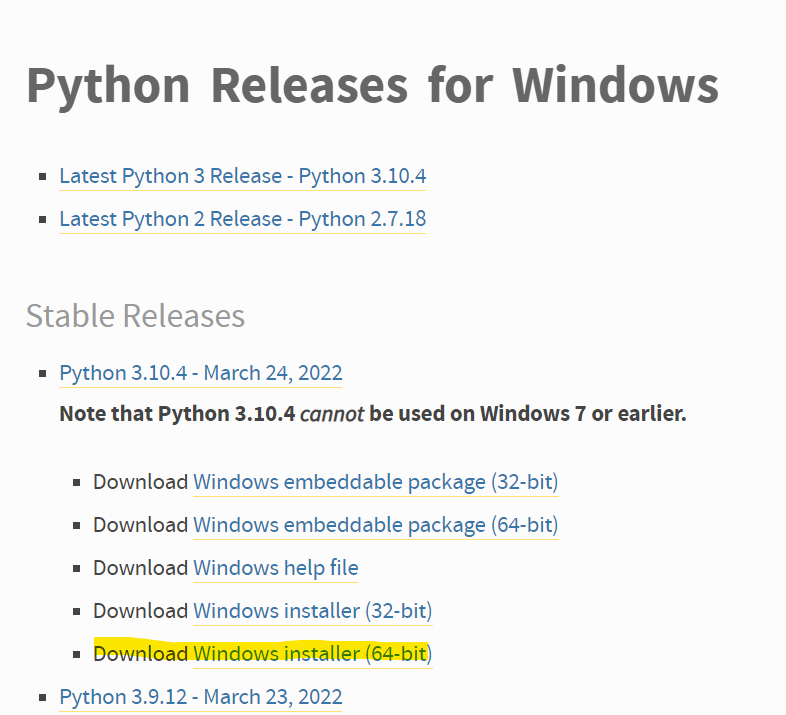 Python Releases for Windows
Latest Python 3 Release - Python 3.10.4
Latest Python 2 Release - Python 2.7.18
Stable Releases
Python 3.10.4 - March 24, 2022
Note that Python 3.10.4 cannot be used on Windows 7 or earlier.
Download Windows embeddable package (32-bit)
Download Windows embeddable package (64-bit)
Download Windows help file
Download Windows installer (32-bit)
Download Windows installer (64-bit)
Python 3.9.12 - March 23, 2022